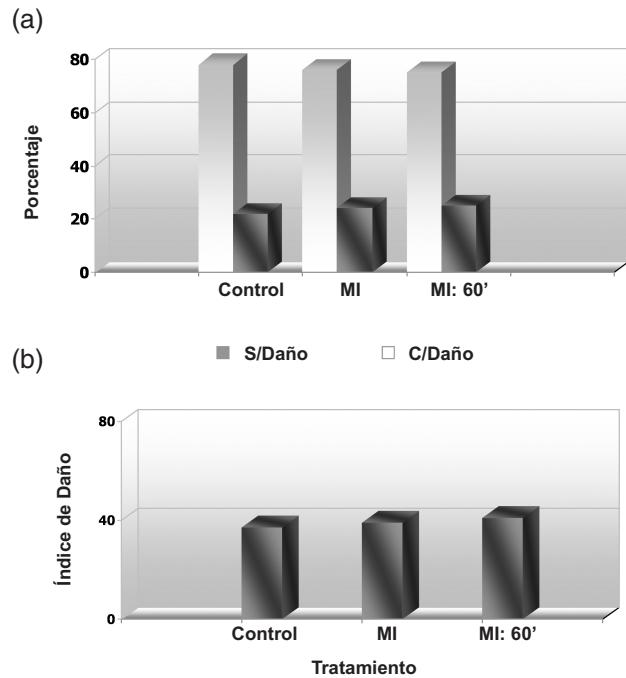 (a)
Porcentaje
80
60
40
20
0
Control MI MI: 60’
S/Daño C/Daño
(b)
Índice de Daño
80
40
0
Control MI MI: 60’
Tratamiento